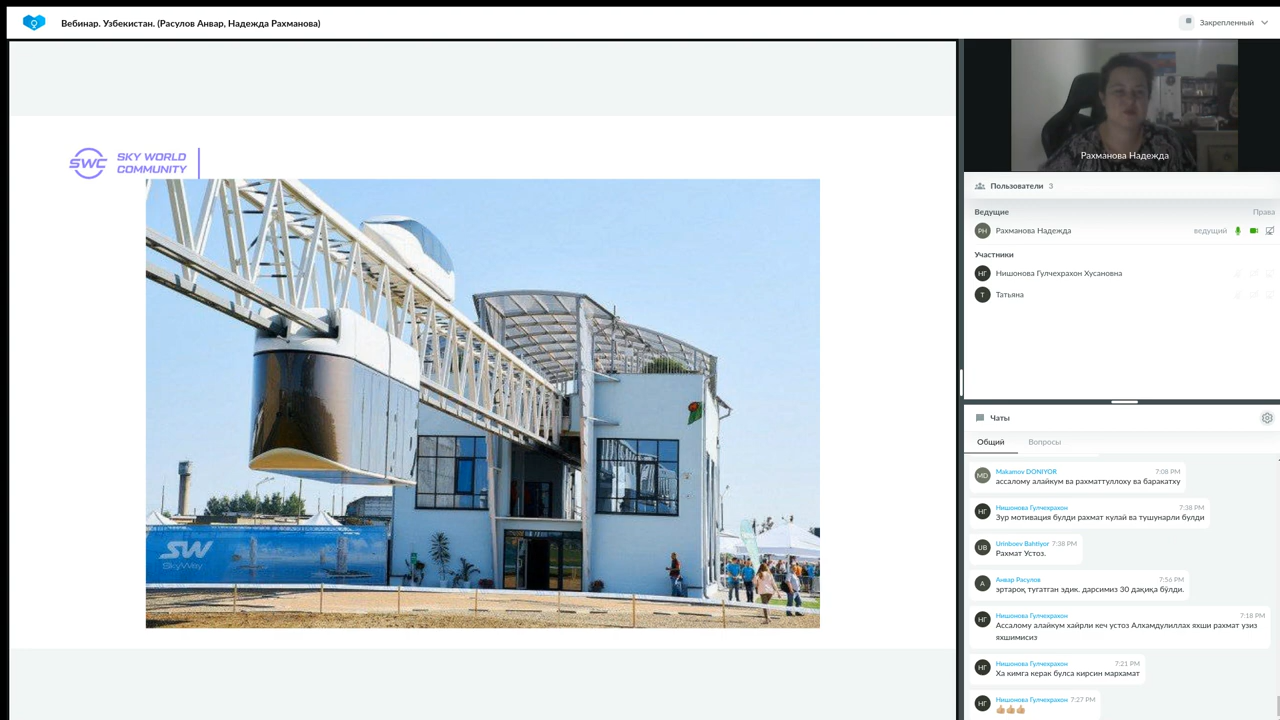 Вебинар. Узбекистан. (Расулов Анвар, Надежда Рахманова)
Закрепленный
SWC SKY WORLD
COMMUNITY
SW
SkyWay
Рахманова Надежда
Пользователи 3
Ведущие Права
РН Рахманова Надежда ведущий
Участники
НГ Нишонова Гулчехрахон Хусановна
Т Татьяна
Чаты
Общий Вопросы
MD Makamov DONIYOR 7:08 PM
ассалому алайкум ва рахматтуллоху ва баракатху
НГ Нишонова Гулчехрахон 7:38 PM
Зур мотивация булди рахмат кулай ва тушунарли булди
UB Urinboev Bahtiyor 7:38 PM
Рахмат Устоз.
А Анвар Расулов 7:56 PM
эртароқ тугатган эдик. дарсимиз 30 дақиқа бўлди.
НГ Нишонова Гулчехрахон 7:18 PM
Ассалому алайкум хайрли кеч устоз Алхамдулиллах яхши рахмат узиз
яхшимисиз
НГ Нишонова Гулчехрахон 7:21 PM
Ха кимга керак булса кирсин мархамат
НГ Нишонова Гулчехрахон 7:27 PM
👍🏼👍🏼👍🏼